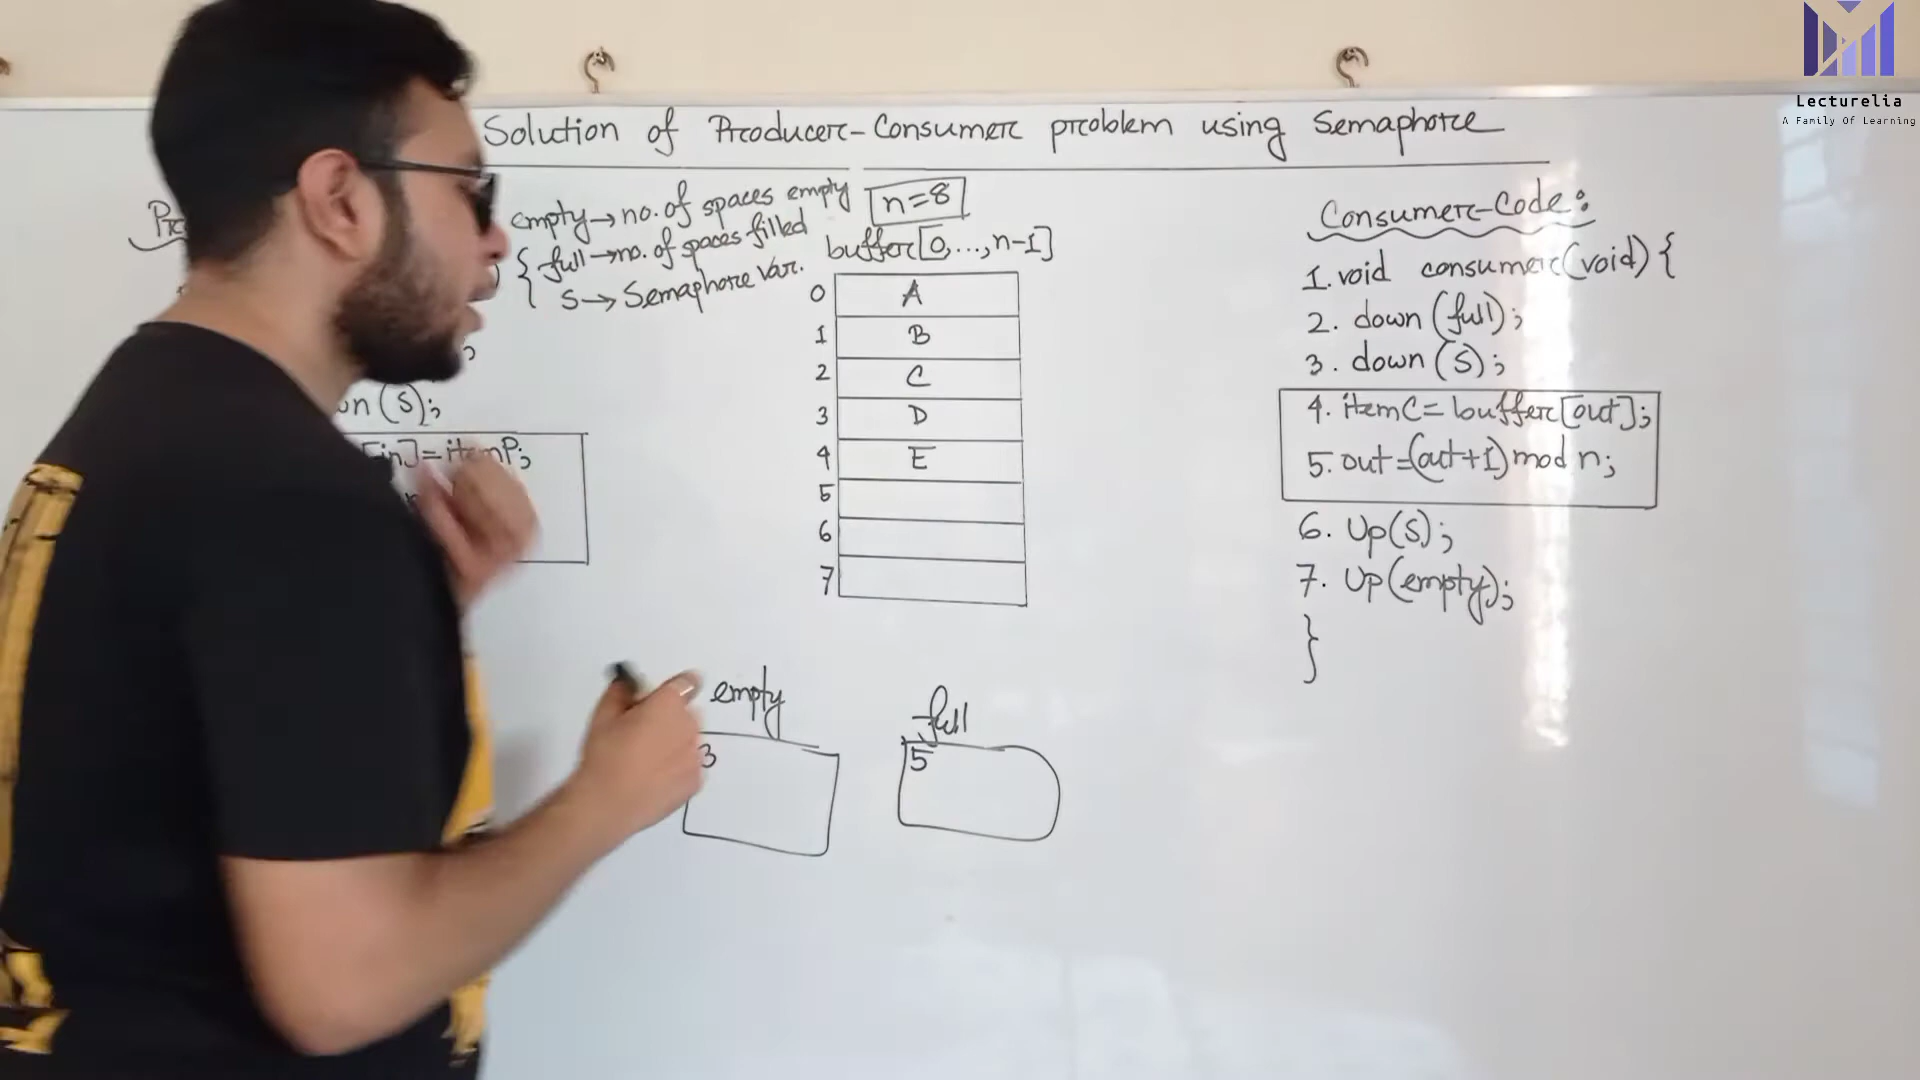 Lecturelia
A Family Of Learning
Solution of Producer-Consumer problem using Semaphore
empty→no. of spaces empty
{ full→no. of spaces filled
S→Semaphore Var.
n=8
buffer[0,...,n-1]
0 A
1 B
2 C
3 D
4 E
5
6
7
(S);
[in]=itemP;
empty
3
full
5
Consumer-Code:
1. void consumer(void) {
2. down (full);
3. down (S);
4. itemC= buffer[out];
5. out=(out+1) mod n;
6. Up(S);
7. Up(empty);
}